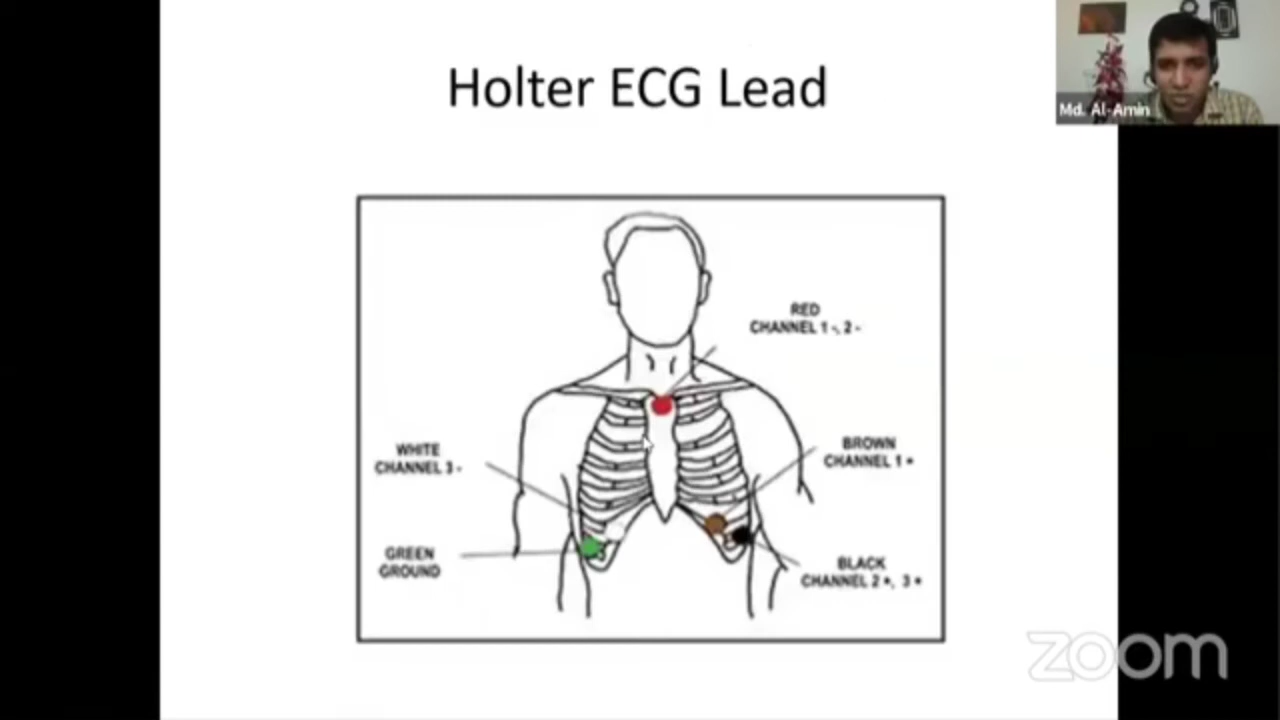 Holter ECG Lead
Md. Al-Amin
RED
CHANNEL 1 -, 2 -
WHITE
CHANNEL 3 -
BROWN
CHANNEL 1 +
GREEN
GROUND
BLACK
CHANNEL 2 +, 3 +
zoom